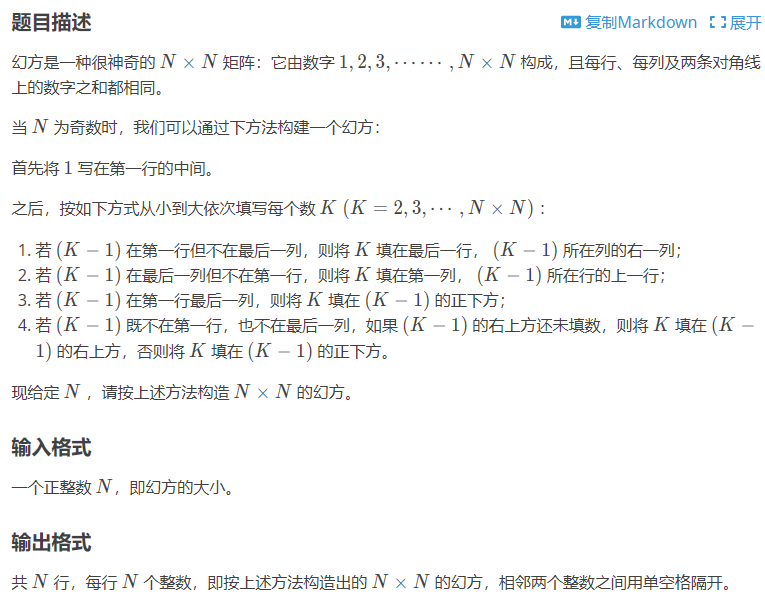 题目描述 复制Markdown 展开
幻方是一种很神奇的 N × N 矩阵：它由数字 1, 2, 3, ⋯⋯, N × N 构成，且每行、每列及两条对角线
上的数字之和都相同。
当 N 为奇数时，我们可以通过下方法构建一个幻方：
首先将 1 写在第一行的中间。
之后，按如下方式从小到大依次填写每个数 K (K = 2, 3, ⋯, N × N)：
1. 若 (K − 1) 在第一行但不在最后一列，则将 K 填在最后一行，(K − 1) 所在列的右一列；
2. 若 (K − 1) 在最后一列但不在第一行，则将 K 填在第一列，(K − 1) 所在行的上一行；
3. 若 (K − 1) 在第一行最后一列，则将 K 填在 (K − 1) 的正下方；
4. 若 (K − 1) 既不在第一行，也不在最后一列，如果 (K − 1) 的右上方还未填数，则将 K 填在 (K −
1) 的右上方，否则将 K 填在 (K − 1) 的正下方。
现给定 N ，请按上述方法构造 N × N 的幻方。
输入格式
一个正整数 N，即幻方的大小。
输出格式
共 N 行，每行 N 个整数，即按上述方法构造出的 N × N 的幻方，相邻两个整数之间用单空格隔开。